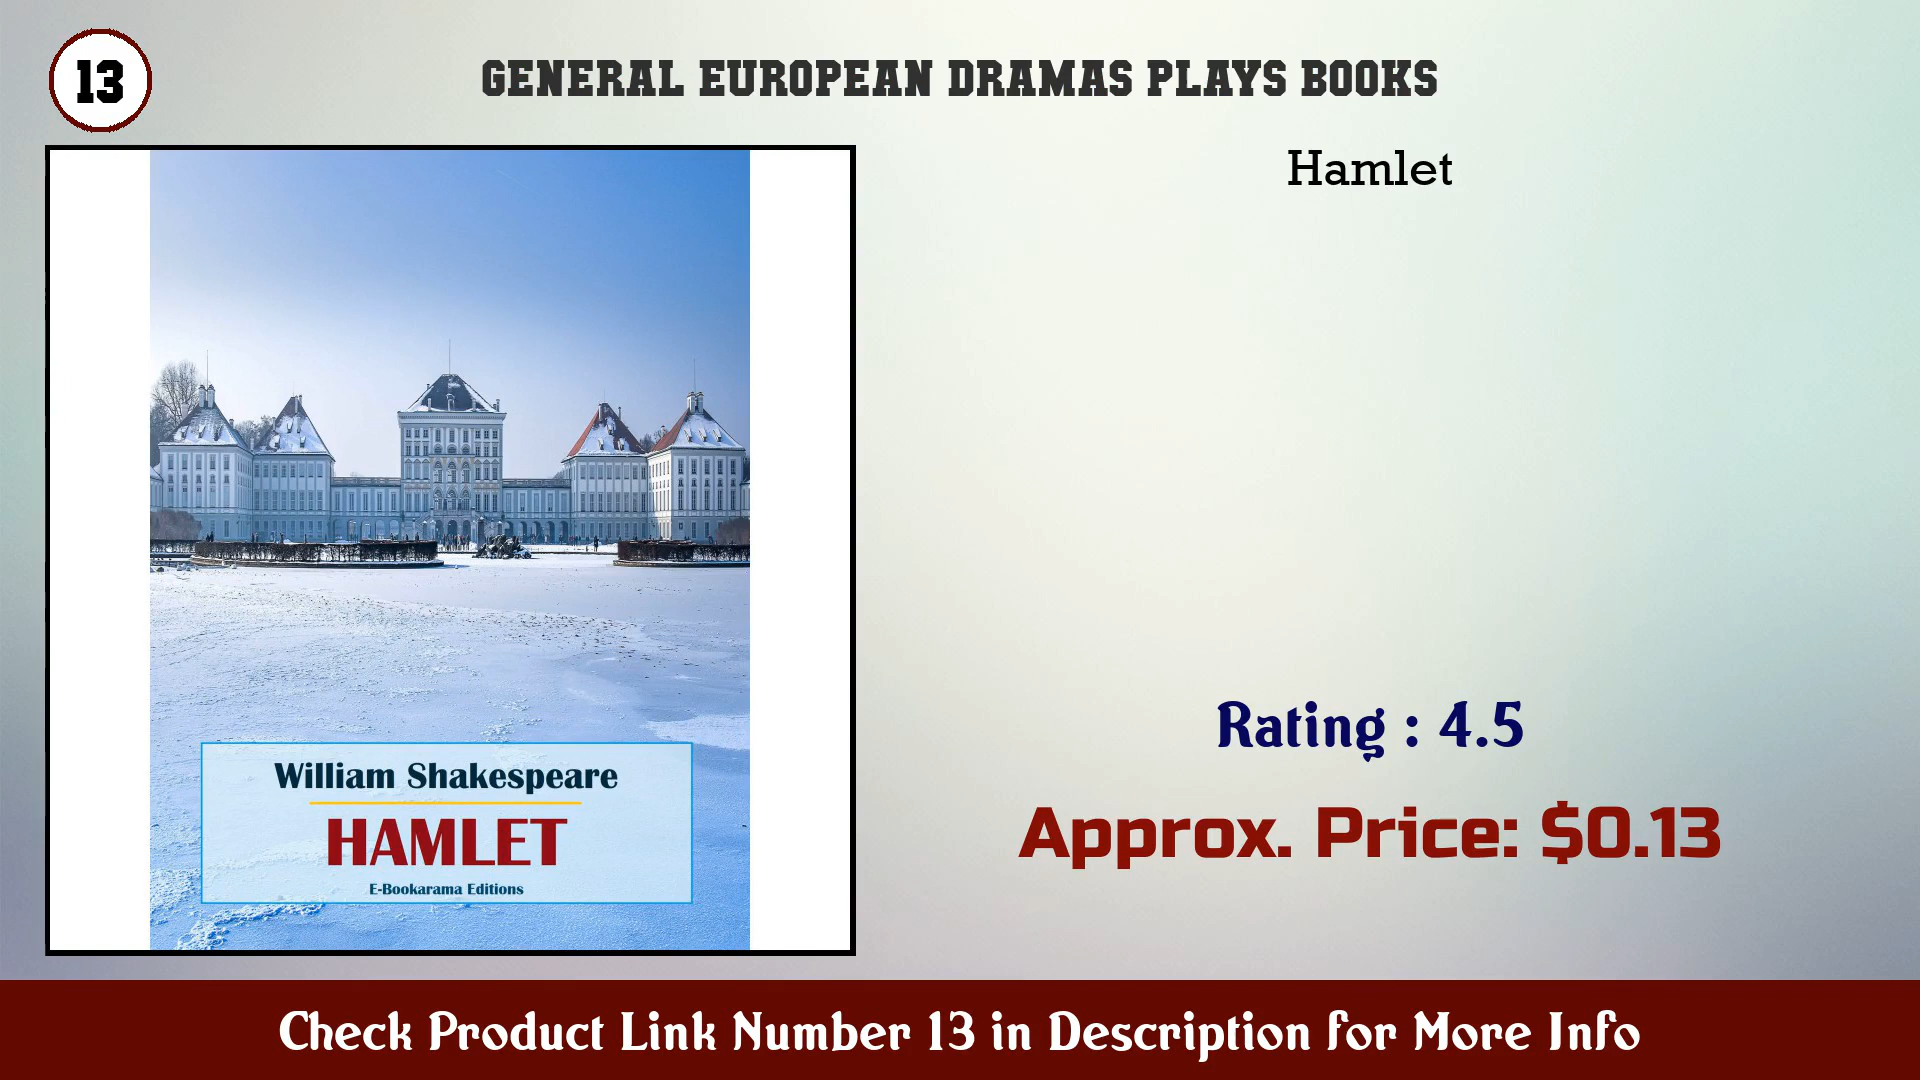 13
GENERAL EUROPEAN DRAMAS PLAYS BOOKS
Hamlet
William Shakespeare
HAMLET
E-Bookarama Editions
Rating : 4.5
Approx. Price: $0.13
Check Product Link Number 13 in Description for More Info